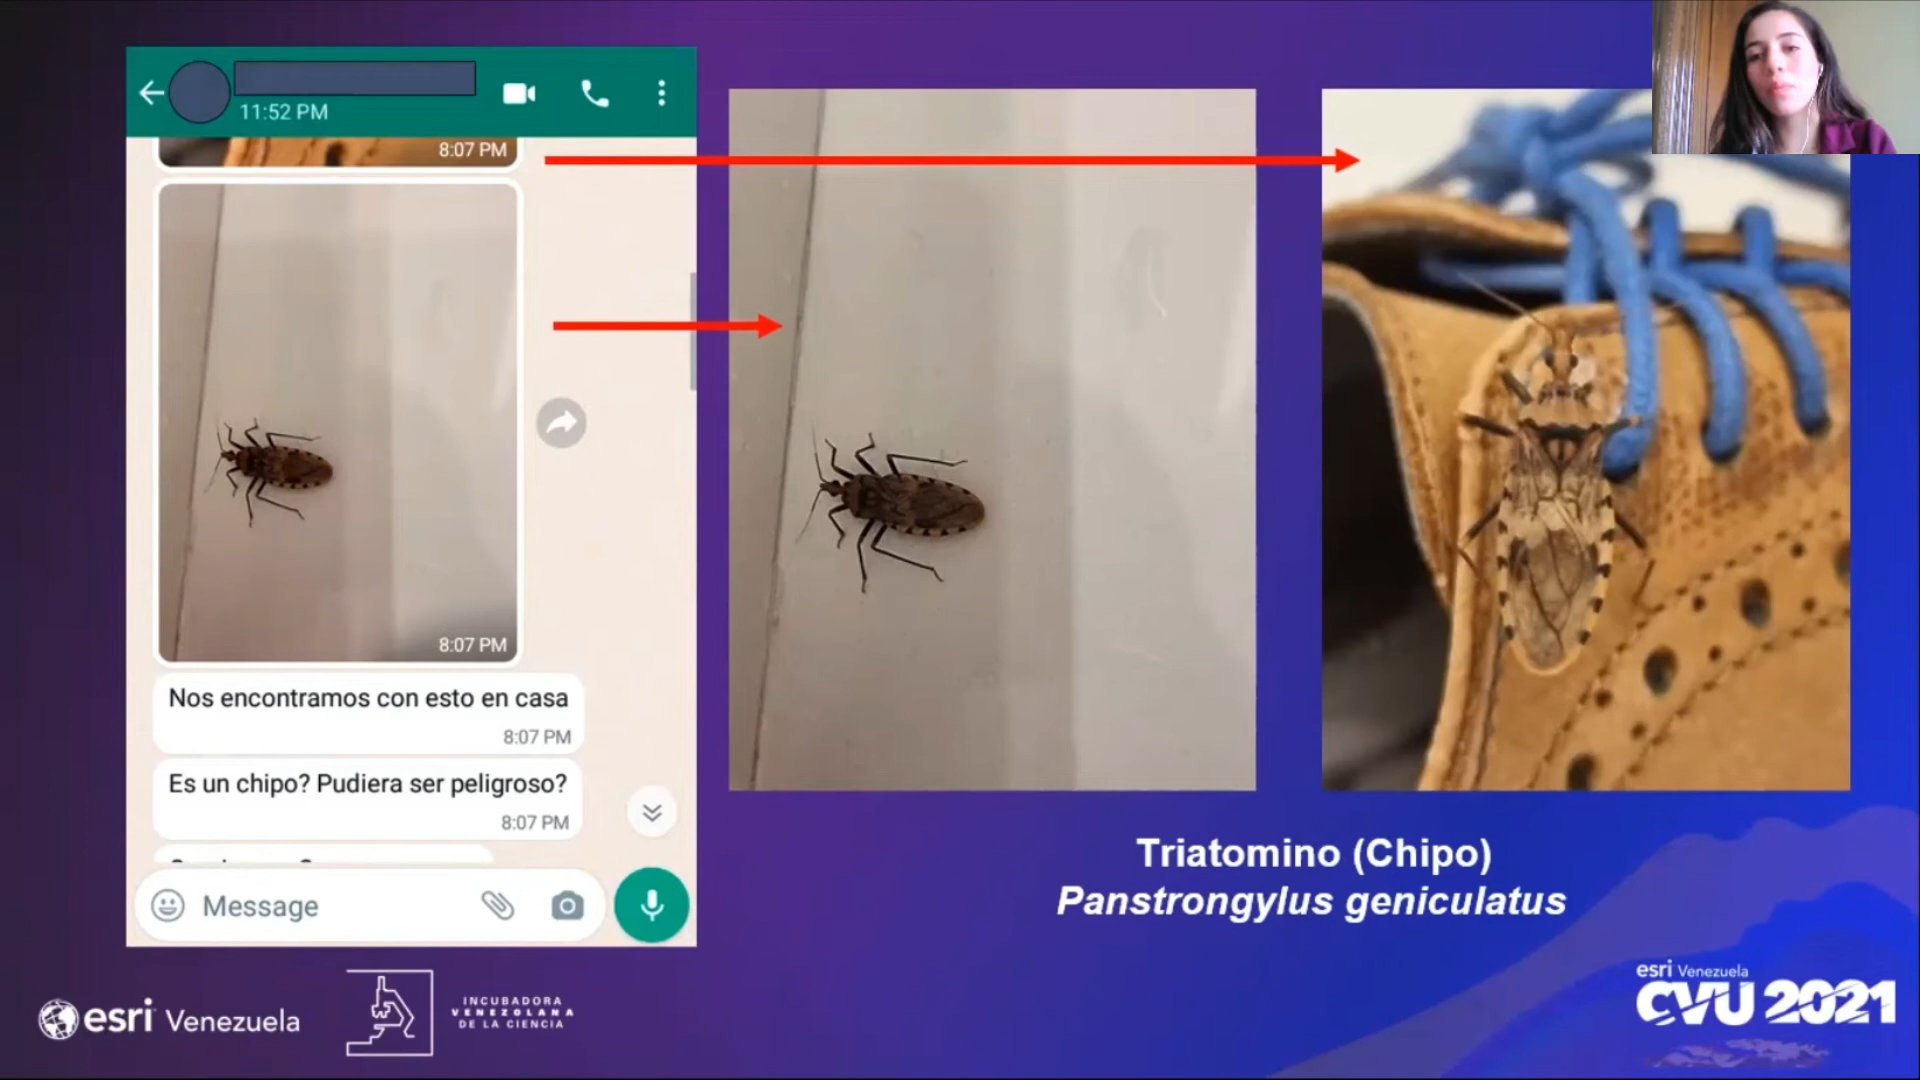 11:52 PM
8:07 PM
8:07 PM
Nos encontramos con esto en casa
8:07 PM
Es un chipo? Pudiera ser peligroso?
8:07 PM
Message
Triatomino (Chipo)
Panstrongylus geniculatus
esri Venezuela
INCUBADORA
VENEZOLANA
DE LA CIENCIA
esri Venezuela
CVU 2021